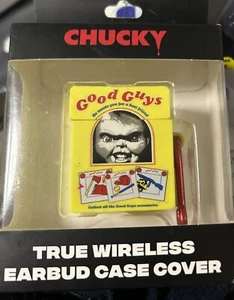 CHUCKY
Good Guys
He wants you for a best friend
Collect all the Good Guys accessories.
TRUE WIRELESS
EARBUD CASE COVER